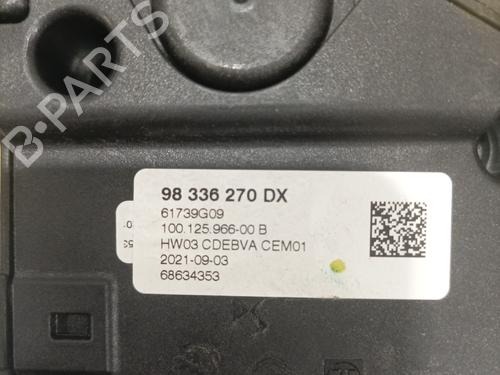 98 336 270 DX
61739G09
100.125.966-00 B
HW03 CDEBVA CEM01
2021-09-03
68634353
B-PARTS